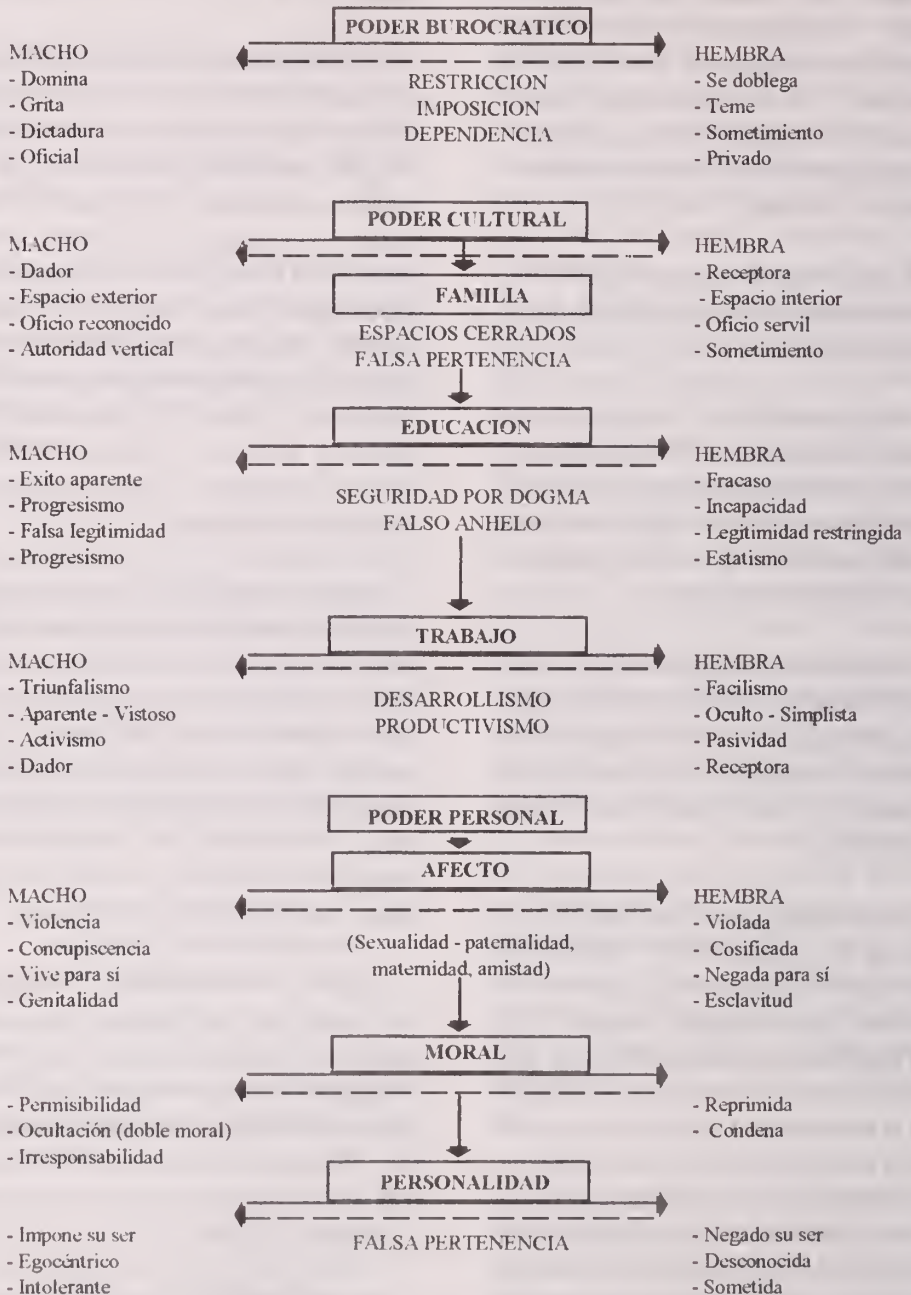 PODER BUROCRATICO
MACHO
- Domina
- Grita
- Dictadura
- Oficial
RESTRICCION
IMPOSICION
DEPENDENCIA
HEMBRA
- Se doblega
- Teme
- Sometimiento
- Privado
PODER CULTURAL
MACHO
- Dador
- Espacio exterior
- Oficio reconocido
- Autoridad vertical
FAMILIA
ESPACIOS CERRADOS
FALSA PERTENENCIA
HEMBRA
- Receptora
- Espacio interior
- Oficio servil
- Sometimiento
EDUCACION
MACHO
- Exito aparente
- Progresismo
- Falsa legitimidad
- Progresismo
SEGURIDAD POR DOGMA
FALSO ANHELO
HEMBRA
- Fracaso
- Incapacidad
- Legitimidad restringida
- Estatismo
TRABAJO
MACHO
- Triunfalismo
- Aparente - Vistoso
- Activismo
- Dador
DESARROLLISMO
PRODUCTIVISMO
HEMBRA
- Facilismo
- Oculto - Simplista
- Pasividad
- Receptora
PODER PERSONAL
AFECTO
MACHO
- Violencia
- Concupiscencia
- Vive para sí
- Genitalidad
(Sexualidad - paternalidad,
maternidad, amistad)
HEMBRA
- Violada
- Cosificada
- Negada para sí
- Esclavitud
MORAL
- Permisibilidad
- Ocultación (doble moral)
- Irresponsabilidad
- Reprimida
- Condena
PERSONALIDAD
- Impone su ser
- Egocéntrico
- Intolerante
FALSA PERTENENCIA
- Negado su ser
- Desconocida
- Sometida